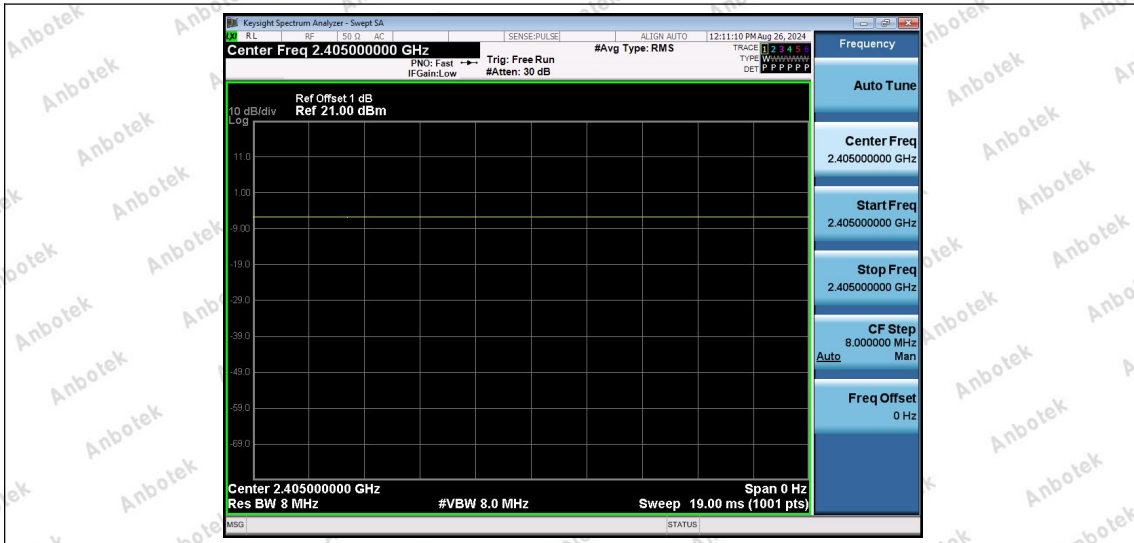 Keysight Spectrum Analyzer - Swept SA
RL RF 50 Ω AC SENSE:PULSE ALIGN AUTO 12:11:10 PM Aug 26, 2024
Center Freq 2.405000000 GHz
#Avg Type: RMS
TRACE 1 2 3 4 5 6
PNO: Fast
Trig: Free Run
TYPE WWWWWW
IFGain:Low
#Atten: 30 dB
DET P P P P P P
Ref Offset 1 dB
10 dB/div
Ref 21.00 dBm
Log
11.0
1.00
-9.00
-19.0
-29.0
-39.0
-49.0
-59.0
-69.0
Center 2.405000000 GHz
Span 0 Hz
Res BW 8 MHz
#VBW 8.0 MHz
Sweep 19.00 ms (1001 pts)
MSG
STATUS
Frequency
Auto Tune
Center Freq
2.405000000 GHz
Start Freq
2.405000000 GHz
Stop Freq
2.405000000 GHz
CF Step
8.000000 MHz
Auto Man
Freq Offset
0 Hz
Anbotek